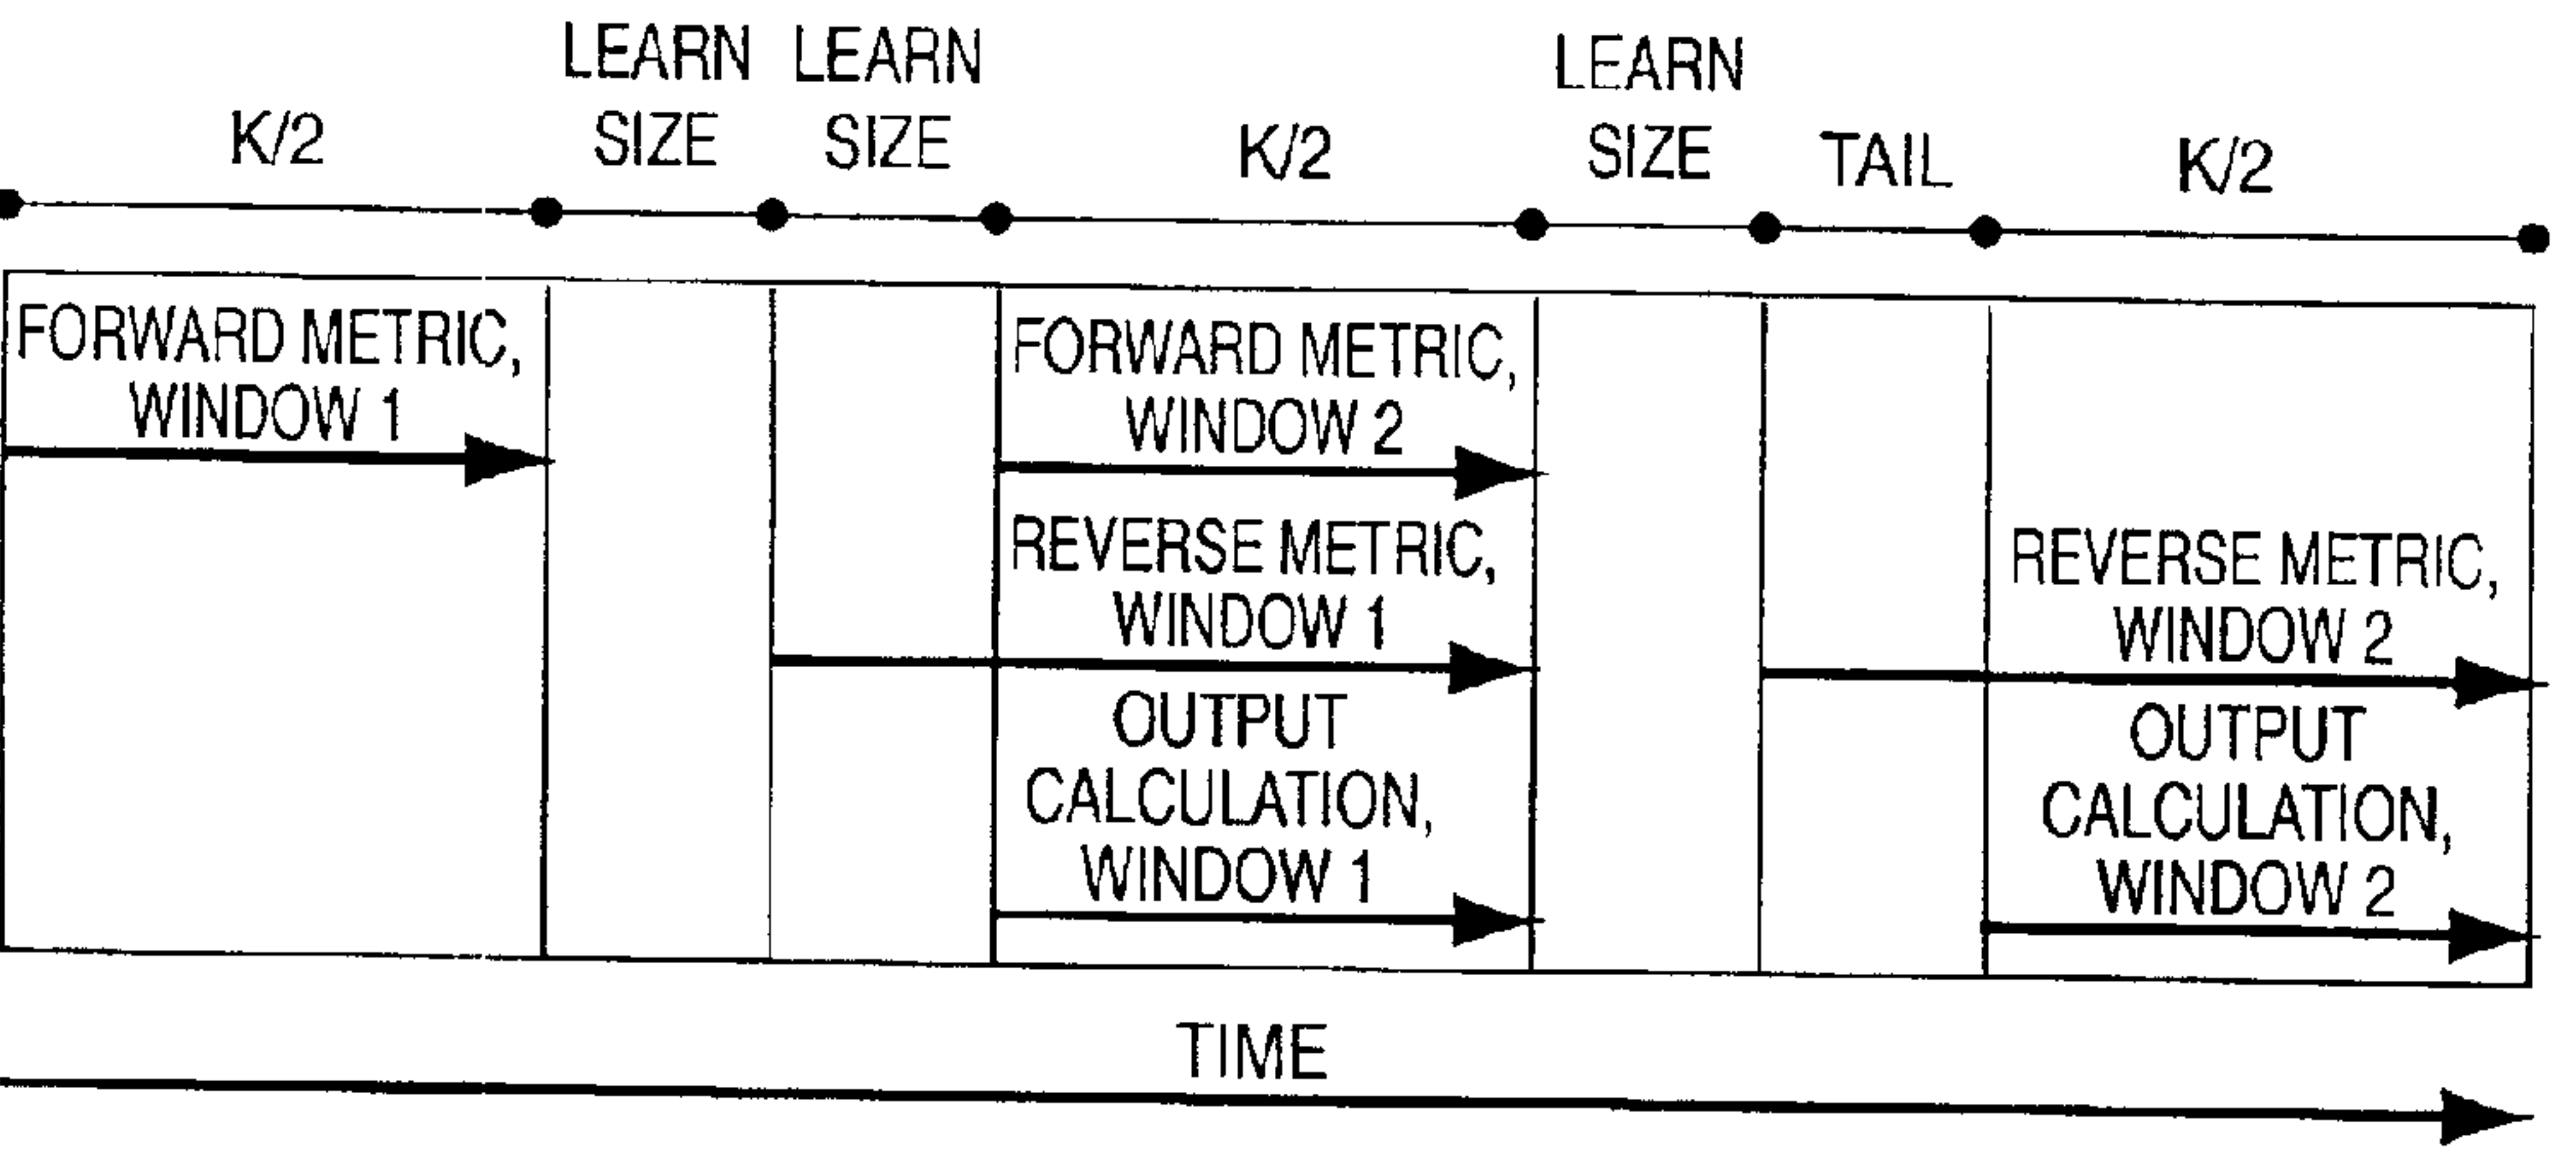 LEARN LEARN LEARN
K/2 SIZE SIZE K/2 SIZE TAIL K/2
FORWARD METRIC,
WINDOW 1
FORWARD METRIC,
WINDOW 2
REVERSE METRIC,
WINDOW 1
OUTPUT
CALCULATION,
WINDOW 1
REVERSE METRIC,
WINDOW 2
OUTPUT
CALCULATION,
WINDOW 2
TIME